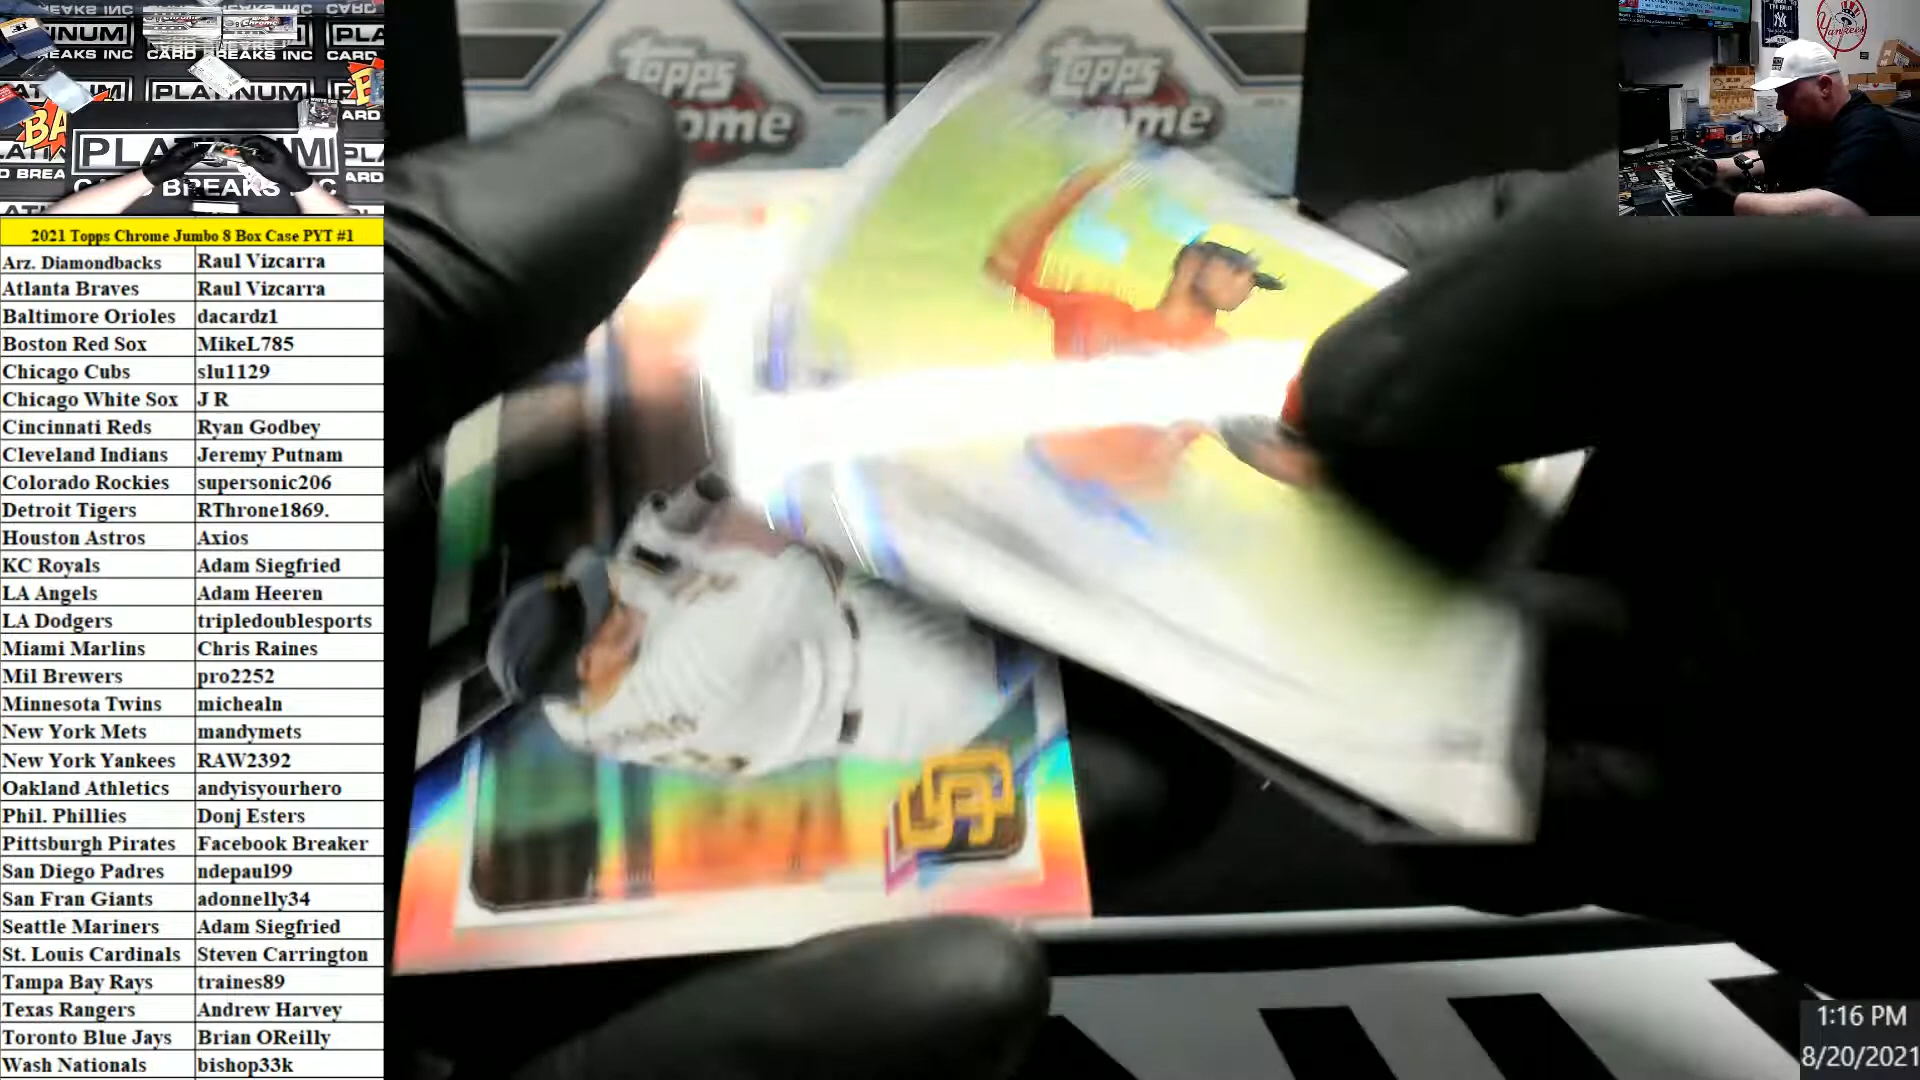 PLATINUM
CARD BREAKS INC
Topps
Chrome
Yankees
2021 Topps Chrome Jumbo 8 Box Case PYT #1
Arz. Diamondbacks Raul Vizcarra
Atlanta Braves Raul Vizcarra
Baltimore Orioles dacardz1
Boston Red Sox MikeL785
Chicago Cubs slu1129
Chicago White Sox J R
Cincinnati Reds Ryan Godbey
Cleveland Indians Jeremy Putnam
Colorado Rockies supersonic206
Detroit Tigers RThrone1869.
Houston Astros Axios
KC Royals Adam Siegfried
LA Angels Adam Heeren
LA Dodgers tripledoublesports
Miami Marlins Chris Raines
Mil Brewers pro2252
Minnesota Twins michealn
New York Mets mandymets
New York Yankees RAW2392
Oakland Athletics andyisyourhero
Phil. Phillies Donj Esters
Pittsburgh Pirates Facebook Breaker
San Diego Padres ndepaul99
San Fran Giants adonnelly34
Seattle Mariners Adam Siegfried
St. Louis Cardinals Steven Carrington
Tampa Bay Rays traines89
Texas Rangers Andrew Harvey
Toronto Blue Jays Brian OReilly
Wash Nationals bishop33k
1:16 PM
8/20/2021